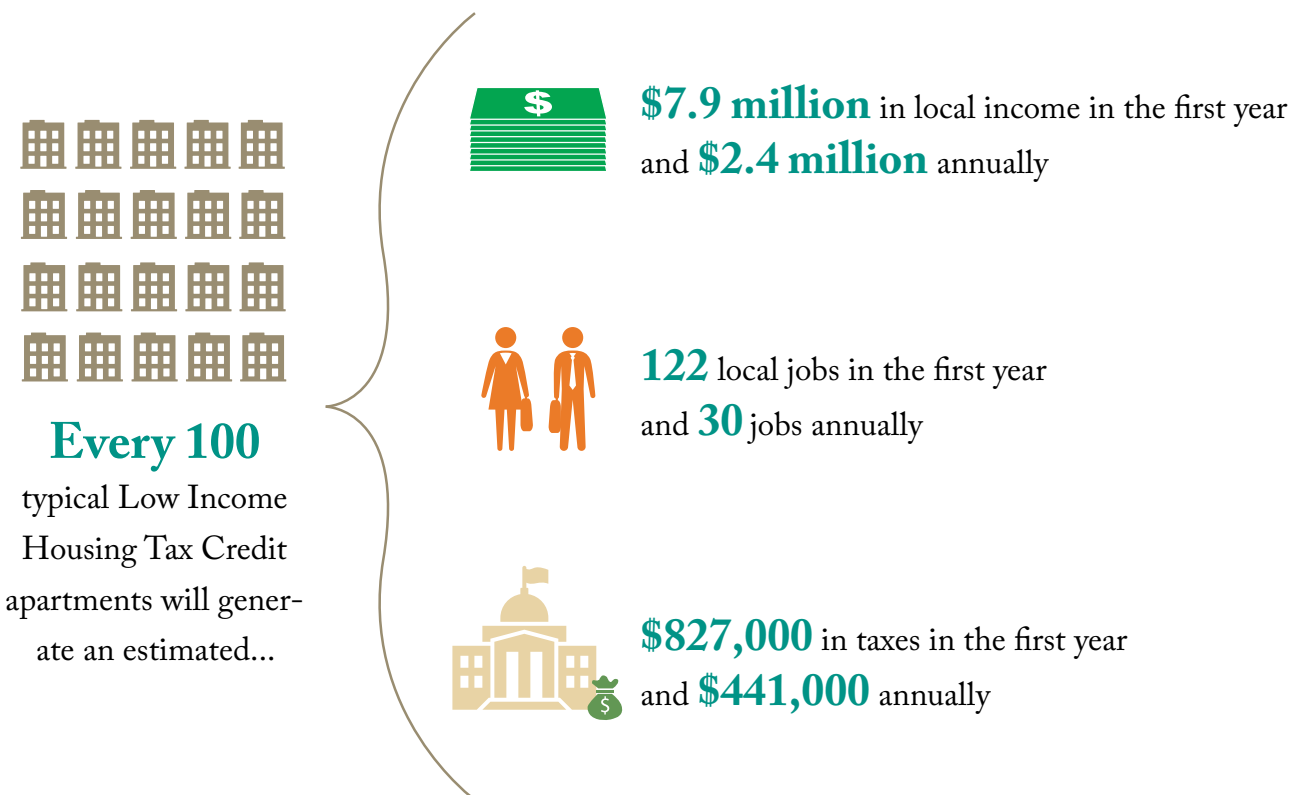 Every 100
typical Low Income
Housing Tax Credit
apartments will gener-
ate an estimated...
$
$7.9 million in local income in the first year
and $2.4 million annually
122 local jobs in the first year
and 30 jobs annually
$
$827,000 in taxes in the first year
and $441,000 annually